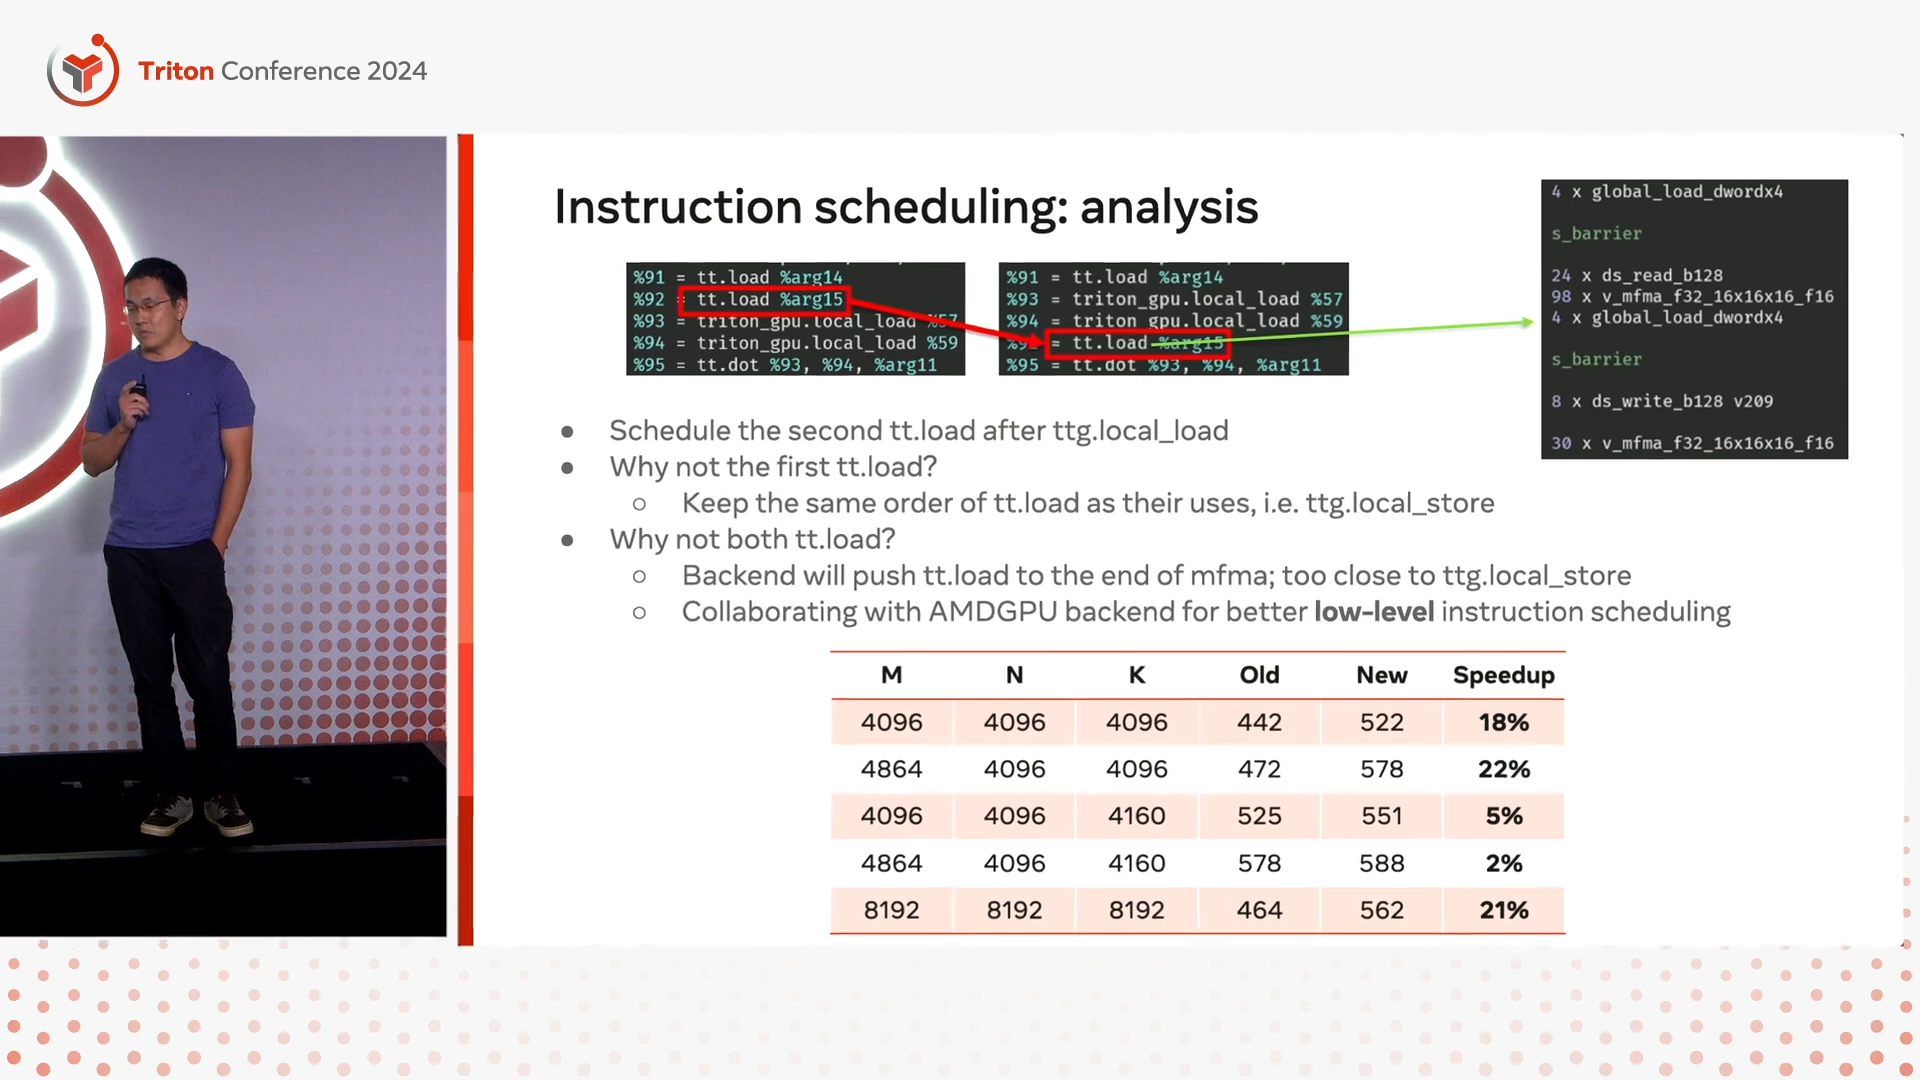 Triton Conference 2024
Instruction scheduling: analysis
%91 = tt.load %arg14
%92 = tt.load %arg15
%93 = triton_gpu.local_load %57
%94 = triton_gpu.local_load %59
%95 = tt.dot %93, %94, %arg11
%91 = tt.load %arg14
%93 = triton_gpu.local_load %57
%94 = triton_gpu.local_load %59
%92 = tt.load %arg15
%95 = tt.dot %93, %94, %arg11
4 x global_load_dwordx4
s_barrier
24 x ds_read_b128
98 x v_mfma_f32_16x16x16_f16
4 x global_load_dwordx4
s_barrier
8 x ds_write_b128 v209
30 x v_mfma_f32_16x16x16_f16
● Schedule the second tt.load after ttg.local_load
● Why not the first tt.load?
○ Keep the same order of tt.load as their uses, i.e. ttg.local_store
● Why not both tt.load?
○ Backend will push tt.load to the end of mfma; too close to ttg.local_store
○ Collaborating with AMDGPU backend for better low-level instruction scheduling
M N K Old New Speedup
4096 4096 4096 442 522 18%
4864 4096 4096 472 578 22%
4096 4096 4160 525 551 5%
4864 4096 4160 578 588 2%
8192 8192 8192 464 562 21%